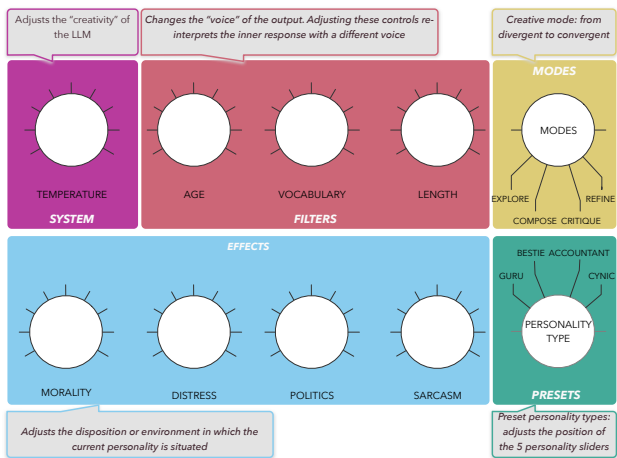 Adjusts the "creativity" of
the LLM
Changes the "voice" of the output. Adjusting these controls re-
interprets the inner response with a different voice
Creative mode: from
divergent to convergent
MODES
MODES
TEMPERATURE
AGE
VOCABULARY
LENGTH
EXPLORE
REFINE
COMPOSE CRITIQUE
SYSTEM
FILTERS
EFFECTS
BESTIE ACCOUNTANT
GURU
CYNIC
PERSONALITY
TYPE
MORALITY
DISTRESS
POLITICS
SARCASM
PRESETS
Adjusts the disposition or environment in which the
current personality is situated
Preset personality types:
adjusts the position of
the 5 personality sliders